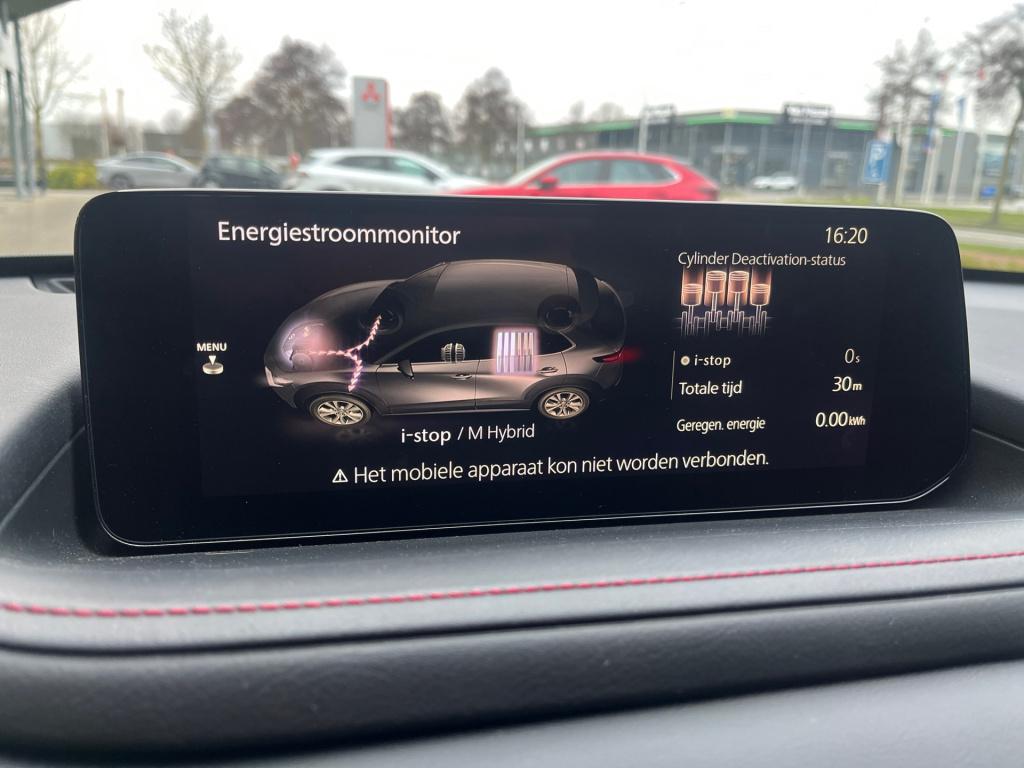 Energiestroommonitor
16:20
Cylinder Deactivation-status
MENU
i-stop 0s
Totale tijd 30m
Geregen. energie 0.00kWh
i-stop / M Hybrid
⚠ Het mobiele apparaat kon niet worden verbonden.
P